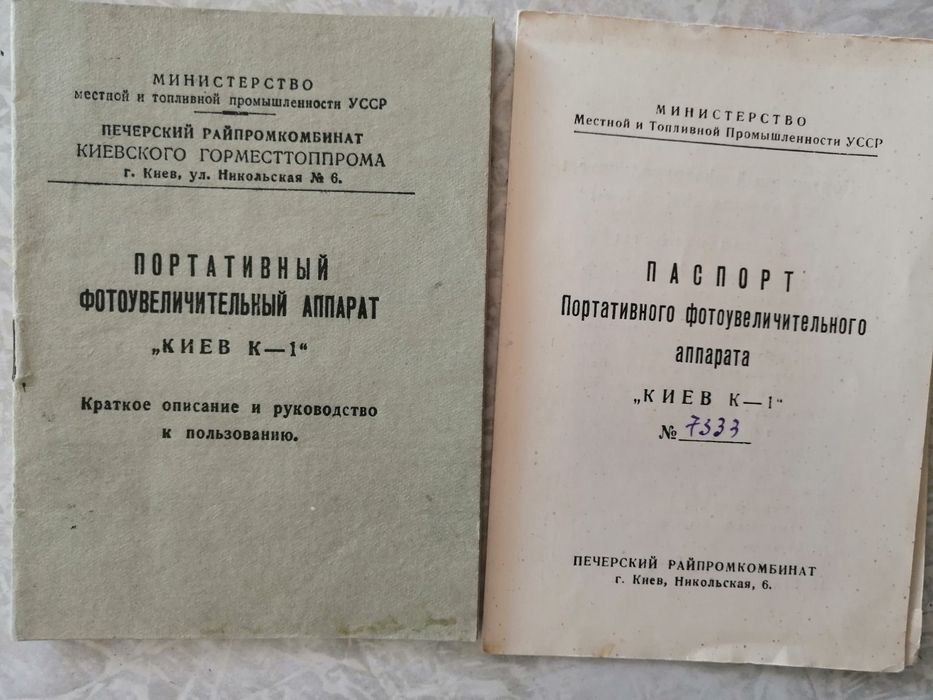 МИНИСТЕРСТВО
местной и топливной промышленности УССР
ПЕЧЕРСКИЙ РАЙПРОМКОМБИНАТ
КИЕВСКОГО ГОРМЕСТТОППРОМА
г. Киев, ул. Никольская № 6.
ПОРТАТИВНЫЙ
ФОТОУВЕЛИЧИТЕЛЬНЫЙ АППАРАТ
„КИЕВ К—1“
Краткое описание и руководство
к пользованию.
МИНИСТЕРСТВО
Местной и Топливной Промышленности УССР
ПАСПОРТ
Портативного фотоувеличительного
аппарата
„КИЕВ К—1“
№ 7333
ПЕЧЕРСКИЙ РАЙПРОМКОМБИНАТ
г. Киев, Никольская, 6.